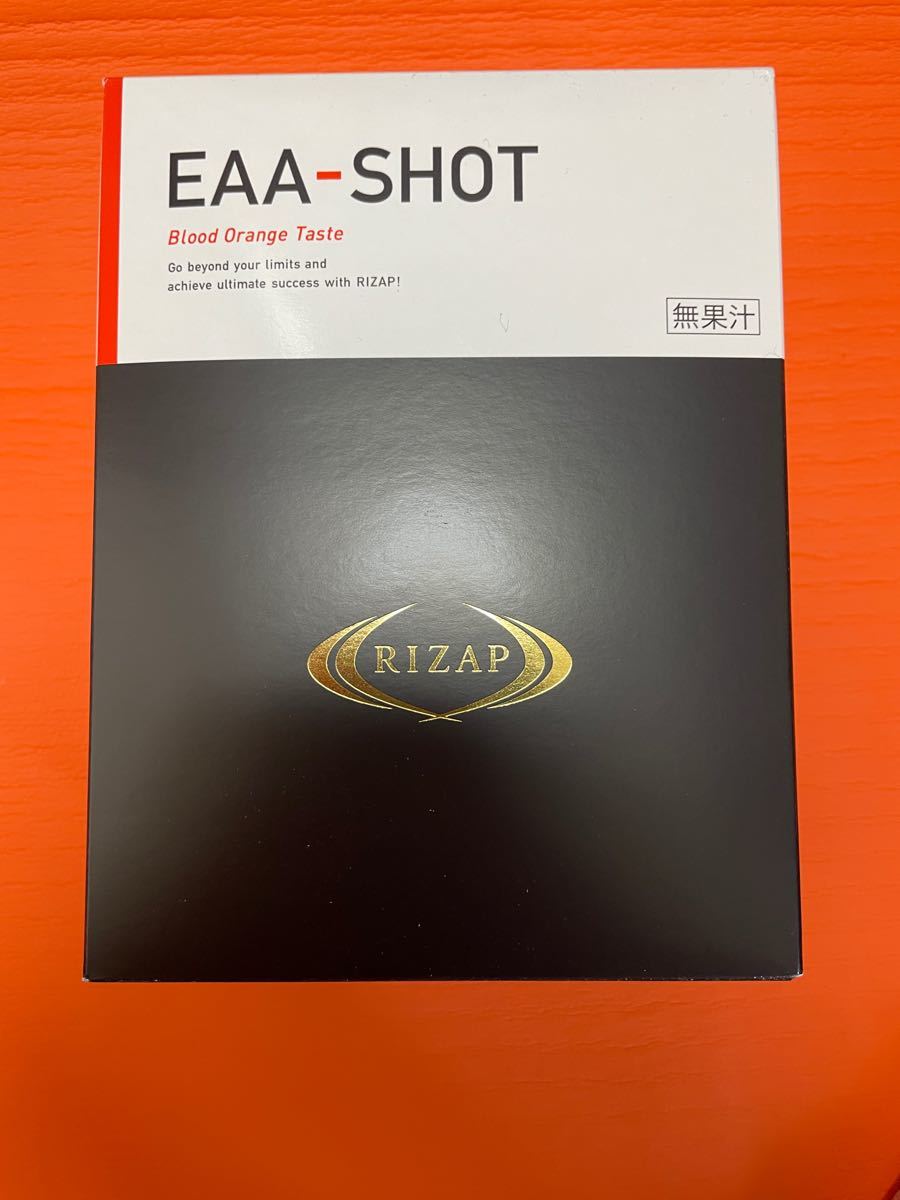 EAA-SHOT
Blood Orange Taste
Go beyond your limits and
achieve ultimate success with RIZAP!
無果汁
RIZAP